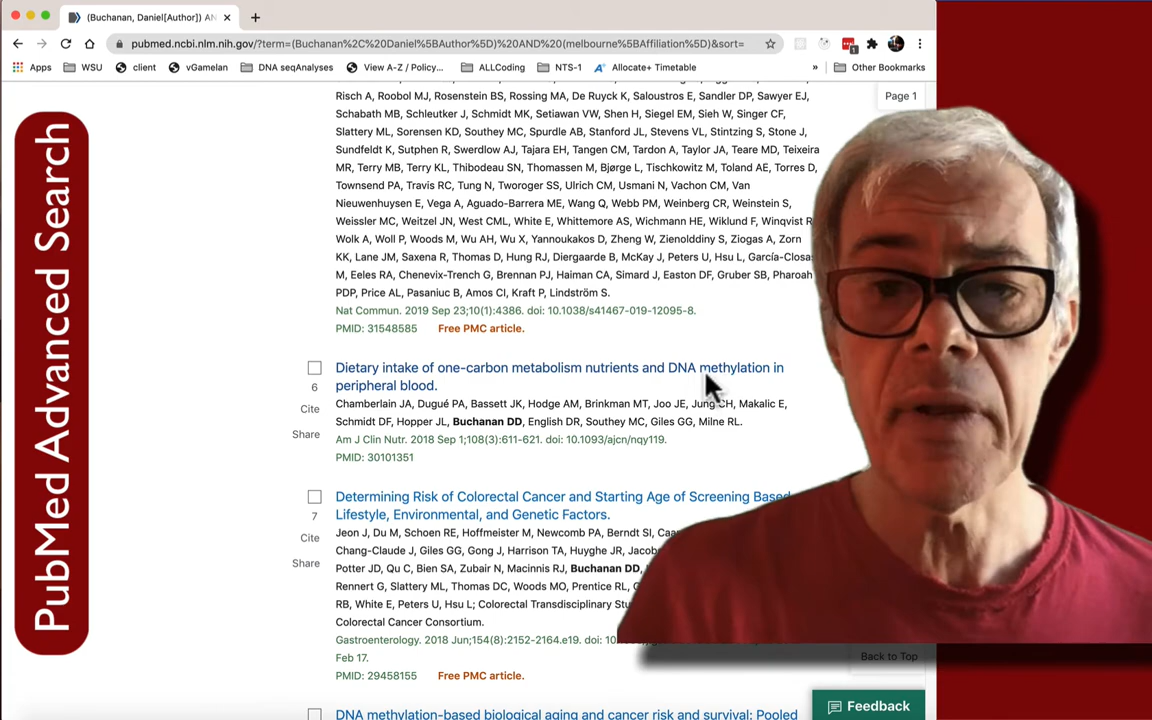 (Buchanan, Daniel[Author]) AN
pubmed.ncbi.nlm.nih.gov/?term=(Buchanan%2C%20Daniel%5BAuthor%5D)%20AND%20(melbourne%5BAffiliation%5D)&sort=
Apps WSU client vGamelan DNA seqAnalyses View A-Z / Policy... ALLCoding NTS-1 Allocate+ Timetable » Other Bookmarks
PubMed Advanced Search
Page 1
Risch A, Roobol MJ, Rosenstein BS, Rossing MA, De Ruyck K, Saloustros E, Sandler DP, Sawyer EJ,
Schabath MB, Schleutker J, Schmidt MK, Setiawan VW, Shen H, Siegel EM, Sieh W, Singer CF,
Slattery ML, Sorensen KD, Southey MC, Spurdle AB, Stanford JL, Stevens VL, Stintzing S, Stone J,
Sundfeldt K, Sutphen R, Swerdlow AJ, Tajara EH, Tangen CM, Tardon A, Taylor JA, Teare MD, Teixeira
MR, Terry MB, Terry KL, Thibodeau SN, Thomassen M, Bjørge L, Tischkowitz M, Toland AE, Torres D,
Townsend PA, Travis RC, Tung N, Tworoger SS, Ulrich CM, Usmani N, Vachon CM, Van
Nieuwenhuysen E, Vega A, Aguado-Barrera ME, Wang Q, Webb PM, Weinberg CR, Weinstein S,
Weissler MC, Weitzel JN, West CML, White E, Whittemore AS, Wichmann HE, Wiklund F, Winqvist R
Wolk A, Woll P, Woods M, Wu AH, Wu X, Yannoukakos D, Zheng W, Zienolddiny S, Ziogas A, Zorn
KK, Lane JM, Saxena R, Thomas D, Hung RJ, Diergaarde B, McKay J, Peters U, Hsu L, García-Closa
M, Eeles RA, Chenevix-Trench G, Brennan PJ, Haiman CA, Simard J, Easton DF, Gruber SB, Pharoah
PDP, Price AL, Pasaniuc B, Amos CI, Kraft P, Lindström S.
Nat Commun. 2019 Sep 23;10(1):4386. doi: 10.1038/s41467-019-12095-8.
PMID: 31548585 Free PMC article.
Dietary intake of one-carbon metabolism nutrients and DNA methylation in
6 peripheral blood.
Cite Chamberlain JA, Dugué PA, Bassett JK, Hodge AM, Brinkman MT, Joo JE, Jung CH, Makalic E,
Schmidt DF, Hopper JL, Buchanan DD, English DR, Southey MC, Giles GG, Milne RL.
Share Am J Clin Nutr. 2018 Sep 1;108(3):611-621. doi: 10.1093/ajcn/nqy119.
PMID: 30101351
Determining Risk of Colorectal Cancer and Starting Age of Screening Based
7 Lifestyle, Environmental, and Genetic Factors.
Cite Jeon J, Du M, Schoen RE, Hoffmeister M, Newcomb PA, Berndt SI, Caa
Chang-Claude J, Giles GG, Gong J, Harrison TA, Huyghe JR, Jacob
Share Potter JD, Qu C, Bien SA, Zubair N, Macinnis RJ, Buchanan DD,
Rennert G, Slattery ML, Thomas DC, Woods MO, Prentice RL,
RB, White E, Peters U, Hsu L; Colorectal Transdisciplinary Stu
Colorectal Cancer Consortium.
Gastroenterology. 2018 Jun;154(8):2152-2164.e19. doi: 10
Feb 17.
PMID: 29458155 Free PMC article.
Back to Top
Feedback
DNA methylation-based biological aging and cancer risk and survival: Pooled